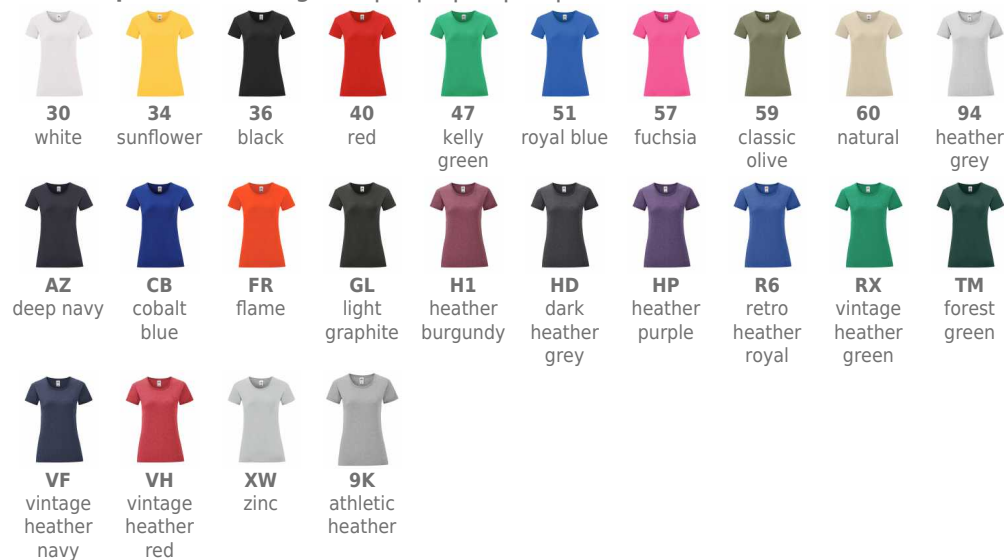 30 34 36 40 47 51 57 59 60 94
white sunflower black red kelly royal blue fuchsia classic natural heather
green olive grey
AZ CB FR GL H1 HD HP R6 RX TM
deep navy cobalt flame light heather dark heather retro vintage forest
blue graphite burgundy heather purple heather heather green
grey royal green
VF VH XW 9K
vintage vintage zinc athletic
heather heather heather
navy red